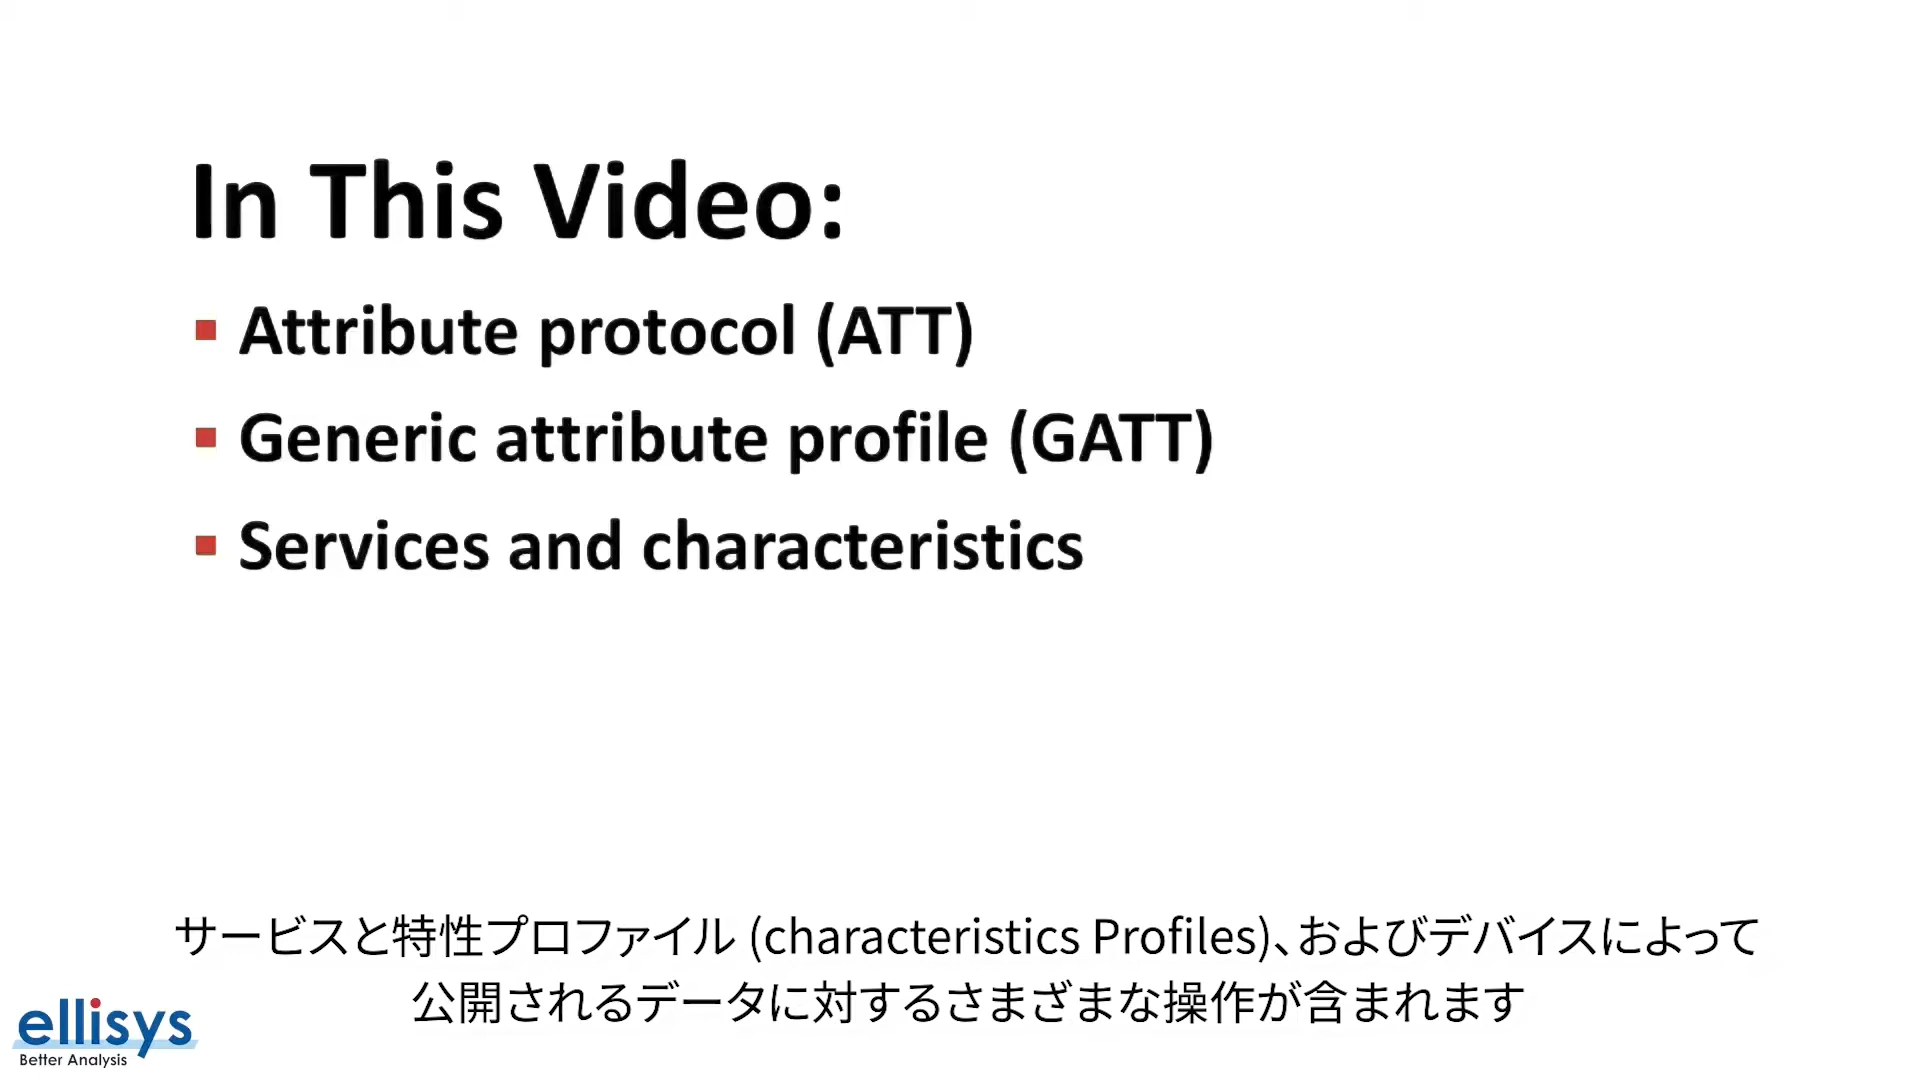 In This Video:
Attribute protocol (ATT)
Generic attribute profile (GATT)
Services and characteristics
サービスと特性プロファイル (characteristics Profiles)、およびデバイスによって
公開されるデータに対するさまざまな操作が含まれます
ellisys
Better Analysis